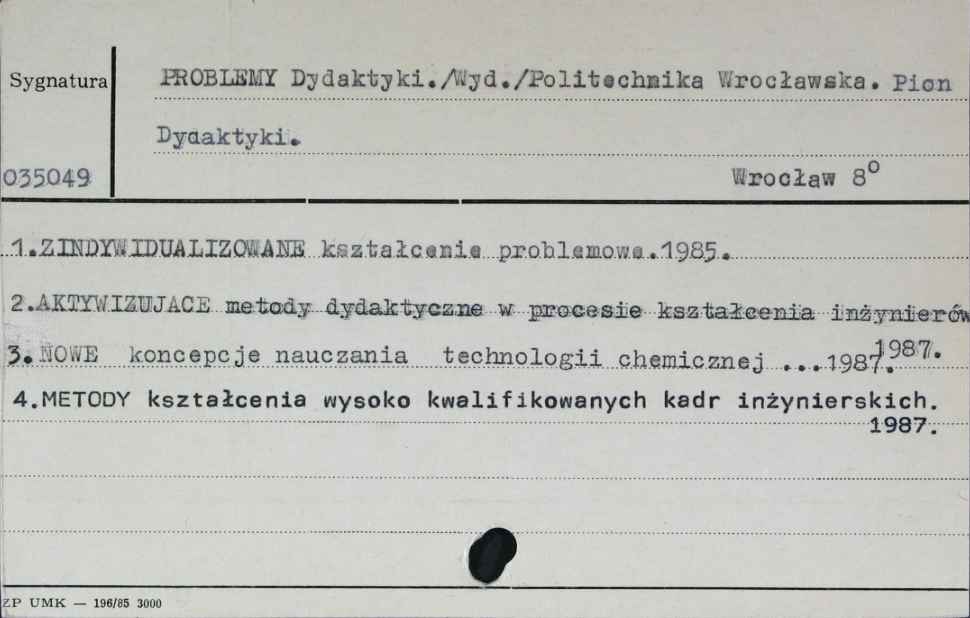 Sygnatura
PROBLEMY Dydaktyki./Wyd./Politechnika Wrocławska. Pion
Dydaktyki.
035049
Wrocław 8°
1.ZINDYWIDUALIZOWANE kształcenie problemowe.1985.
2.AKTYWIZUJACE metody dydaktyczne w procesie kształcenia inżynierów
1987.
3.NOWE koncepcje nauczania technologii chemicznej ...1987.
4.METODY kształcenia wysoko kwalifikowanych kadr inżynierskich.
1987.
ZP UMK — 196/85 3000